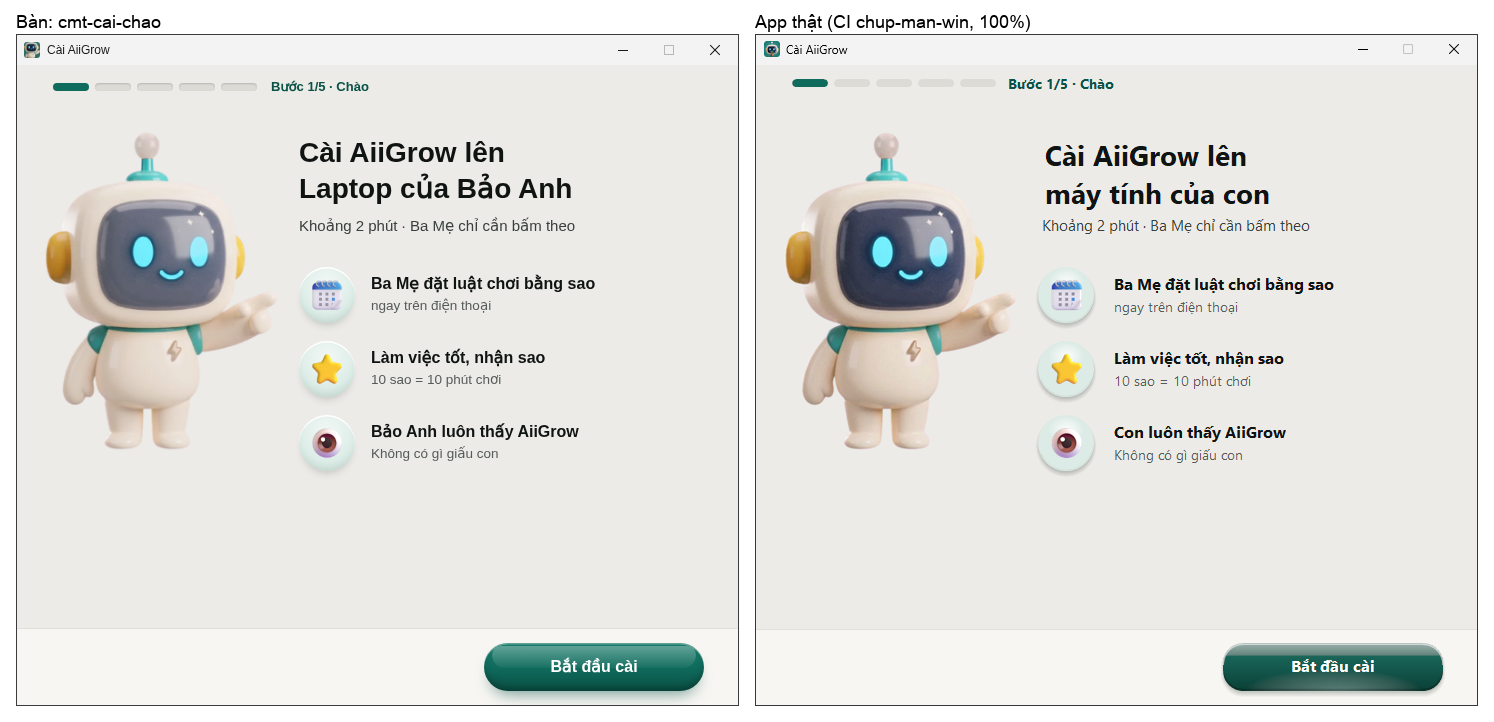 Bàn: cmt-cai-chao
Cài AiiGrow
Bước 1/5 · Chào
Cài AiiGrow lên
Laptop của Bảo Anh
Khoảng 2 phút · Ba Mẹ chỉ cần bấm theo
Ba Mẹ đặt luật chơi bằng sao
ngay trên điện thoại
Làm việc tốt, nhận sao
10 sao = 10 phút chơi
Bảo Anh luôn thấy AiiGrow
Không có gì giấu con
Bắt đầu cài
App thật (CI chup-man-win, 100%)
Cài AiiGrow
Bước 1/5 · Chào
Cài AiiGrow lên
máy tính của con
Khoảng 2 phút · Ba Mẹ chỉ cần bấm theo
Ba Mẹ đặt luật chơi bằng sao
ngay trên điện thoại
Làm việc tốt, nhận sao
10 sao = 10 phút chơi
Con luôn thấy AiiGrow
Không có gì giấu con
Bắt đầu cài